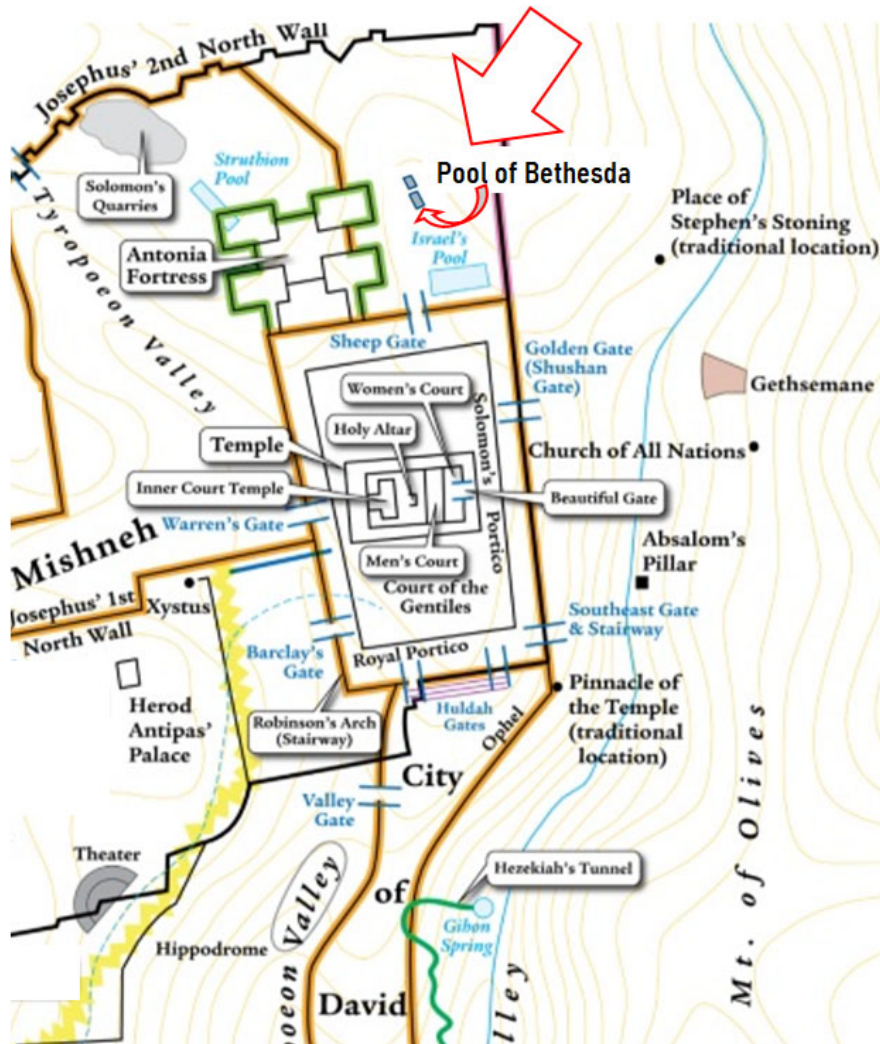 Josephus' 2nd North Wall
Solomon's
Quarries
Struthion
Pool
Pool of Bethesda
Israel's
Pool
Place of
Stephen's Stoning
(traditional location)
Tyropoeon Valley
Antonia
Fortress
Sheep Gate
Golden Gate
(Shushan
Gate)
Gethsemane
Women's Court
Holy Altar
Solomon's Portico
Temple
Church of All Nations
Inner Court Temple
Beautiful Gate
Warren's Gate
Mishneh
Men's Court
Court of the
Gentiles
Absalom's
Pillar
Josephus' 1st
North Wall
Xystus
Southeast Gate
& Stairway
Barclay's
Gate
Royal Portico
Herod
Antipas'
Palace
Robinson's Arch
(Stairway)
Huldah
Gates
Ophel
Pinnacle of
the Temple
(traditional
location)
City
Valley
Gate
Mt. of Olives
Theater
Hezekiah's Tunnel
of
Gihon
Spring
Hippodrome
poeon Valley
David
lley